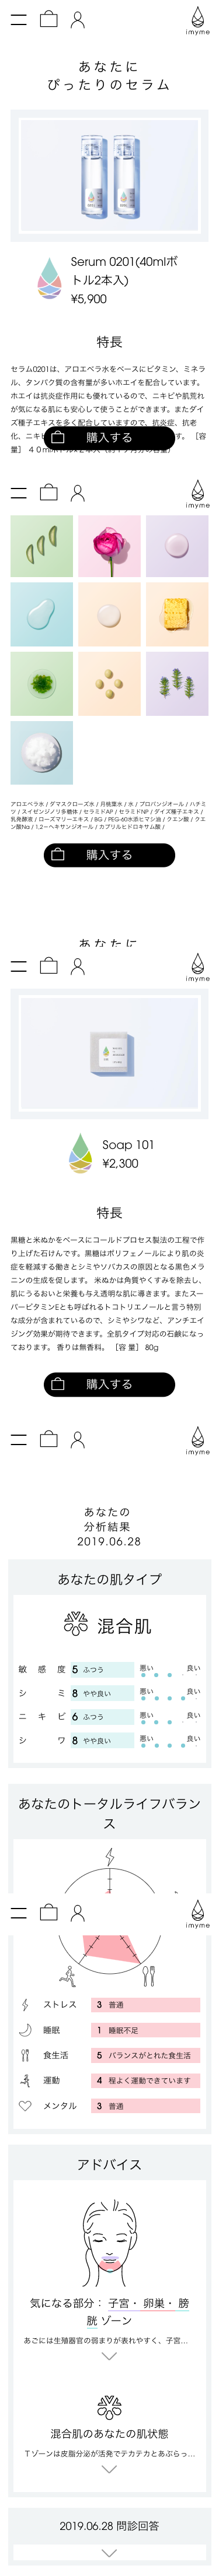 imyme
あなたに
ぴったりのセラム
Serum 0201(40mlボ
トル2本入)
¥5,900
特長
セラム0201は、アロエベラ水をベースにビタミン、ミネラ
ル、タンパク質の含有量が多いホエイを配合しています。
ホエイは抗炎症作用にも優れているので、ニキビや肌荒れ
が気になる肌にも安心して使うことができます。またダイ
ズ種子エキスを多く配合していますので、抗炎症、抗老
化、ニキ
す。［容
購入する
imyme
アロエベラ水 / ダマスクローズ水 / 月桃葉水 / 水 / プロパンジオール / ハチミ
ツ / スイゼンジノリ多糖体 / セラミドAP / セラミドNP / ダイズ種子エキス /
乳発酵液 / ローズマリーエキス / BG / PEG-60水添ヒマシ油 / クエン酸 / クエ
ン酸Na / 1,2－ヘキサンジオール / カプリルヒドロキサム酸 /
購入する
あなたに
imyme
Soap 101
¥2,300
特長
黒糖と米ぬかをベースにコールドプロセス製法の工程で作
り上げた石けんです。黒糖はポリフェノールにより肌の炎
症を軽減する働きとシミやソバカスの原因となる黒色メラ
ニンの生成を促します。 米ぬかは角質やくすみを除去し、
肌にうるおいと栄養も与え透明な肌に導きます。またスー
パービタミンEとも呼ばれるトコトリエノールと言う特別
な成分が含まれているので、シミやシワなど、アンチエイ
ジング効果が期待できます。全肌タイプ対応の石鹸になっ
ております。 香りは無香料。 ［容 量］ 80g
購入する
imyme
あなたの
分析結果
2019.06.28
あなたの肌タイプ
混合肌
敏感度 5 ふつう 悪い 良い
シミ 8 やや良い 悪い 良い
ニキビ 6 ふつう 悪い 良い
シワ 8 やや良い 悪い 良い
あなたのトータルライフバラン
ス
imyme
ストレス 3 普通
睡眠 1 睡眠不足
食生活 5 バランスがとれた食生活
運動 4 程よく運動できています
メンタル 3 普通
アドバイス
気になる部分： 子宮・ 卵巣・ 膀
胱 ゾーン
あごには生殖器官の弱まりが表れやすく、子宮...
混合肌のあなたの肌状態
Ｔゾーンは皮脂分泌が活発でテカテカとあぶらっ...
2019.06.28 問診回答